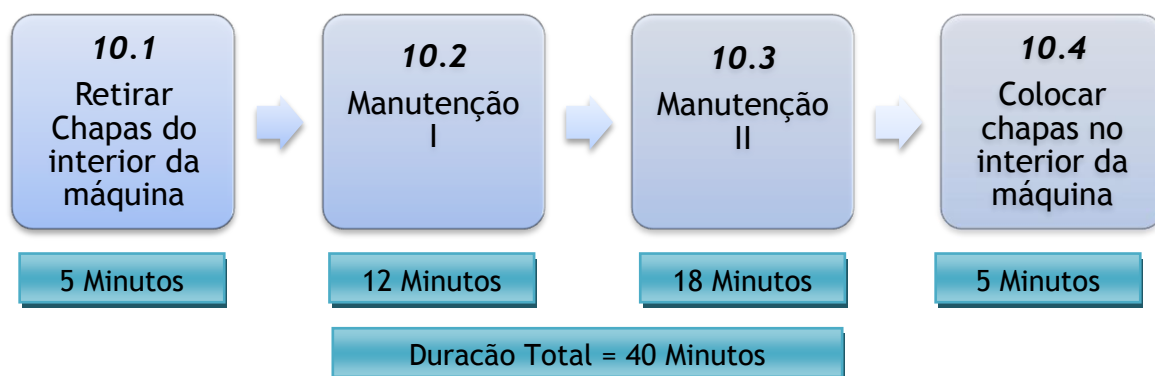 10.1
Retirar
Chapas do
interior da
máquina
10.2
Manutenção
I
10.3
Manutenção
II
10.4
Colocar
chapas no
interior da
máquina
5 Minutos
12 Minutos
18 Minutos
5 Minutos
Duracão Total = 40 Minutos